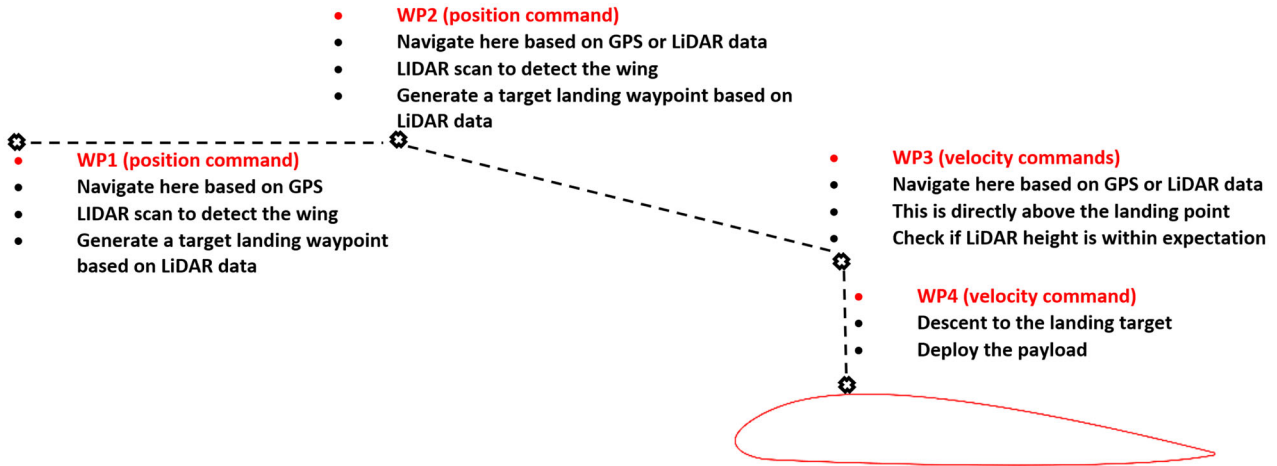 • WP2 (position command)
• Navigate here based on GPS or LiDAR data
• LIDAR scan to detect the wing
• Generate a target landing waypoint based on
LiDAR data
• WP1 (position command)
• Navigate here based on GPS
• LIDAR scan to detect the wing
• Generate a target landing waypoint
based on LiDAR data
• WP3 (velocity commands)
• Navigate here based on GPS or LiDAR data
• This is directly above the landing point
• Check if LiDAR height is within expectation
• WP4 (velocity command)
• Descent to the landing target
• Deploy the payload